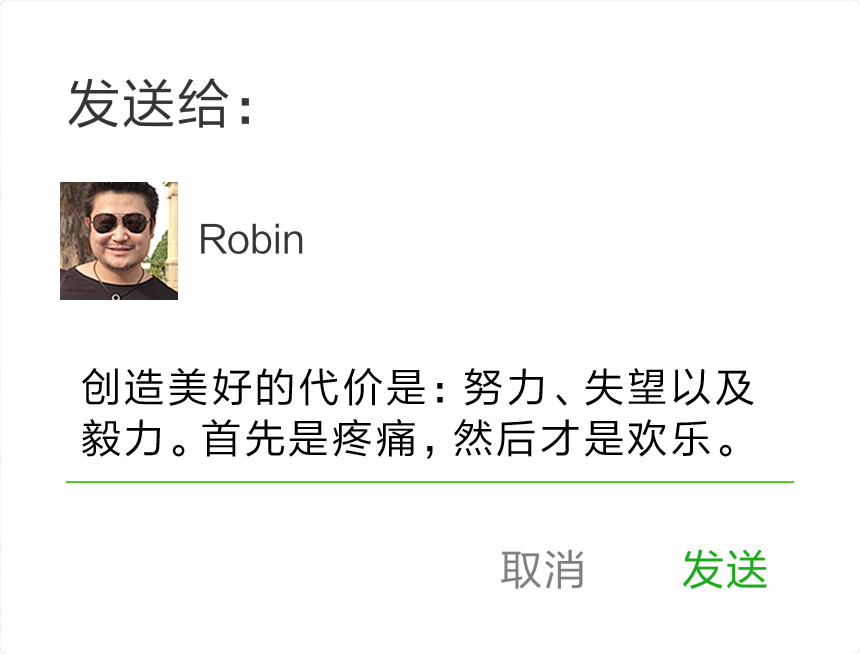 发送给：
Robin
创造美好的代价是：努力、失望以及
毅力。首先是疼痛，然后才是欢乐。
取消
发送